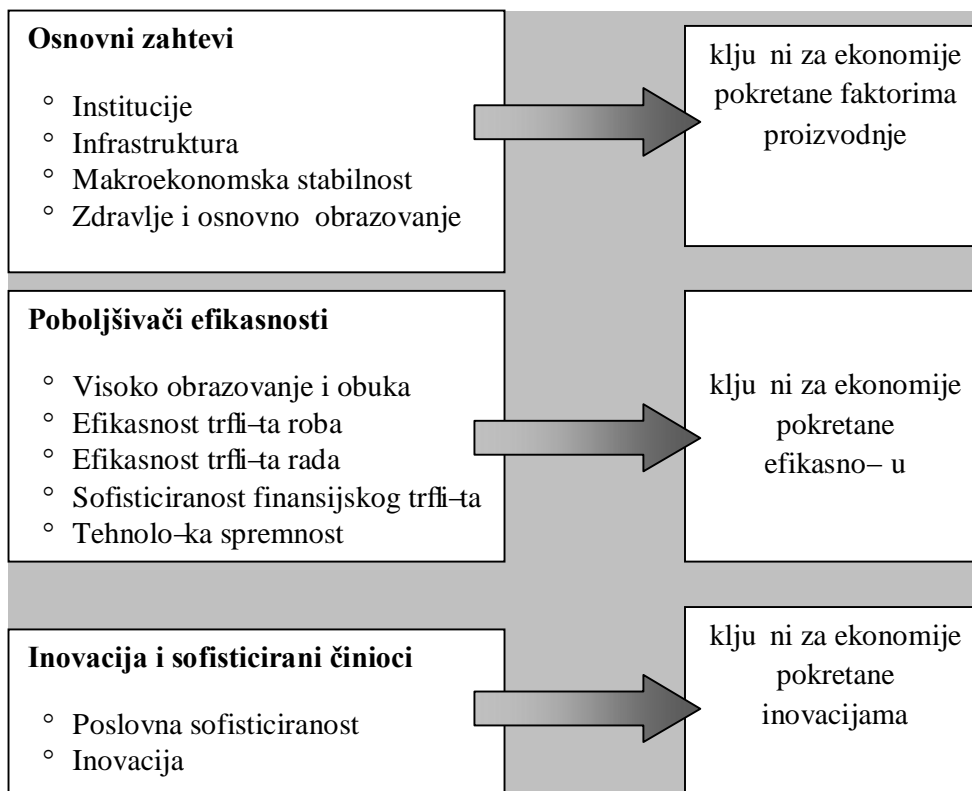 Osnovni zahtevi
° Institucije
° Infrastruktura
° Makroekonomska stabilnost
° Zdravlje i osnovno obrazovanje
klju ni za ekonomije
pokretane faktorima
proizvodnje
Poboljšivači efikasnosti
° Visoko obrazovanje i obuka
° Efikasnost trfli–ta roba
° Efikasnost trfli–ta rada
° Sofisticiranost finansijskog trfli–ta
° Tehnolo–ka spremnost
klju ni za ekonomije
pokretane
efikasno– u
Inovacija i sofisticirani činioci
° Poslovna sofisticiranost
° Inovacija
klju ni za ekonomije
pokretane
inovacijama